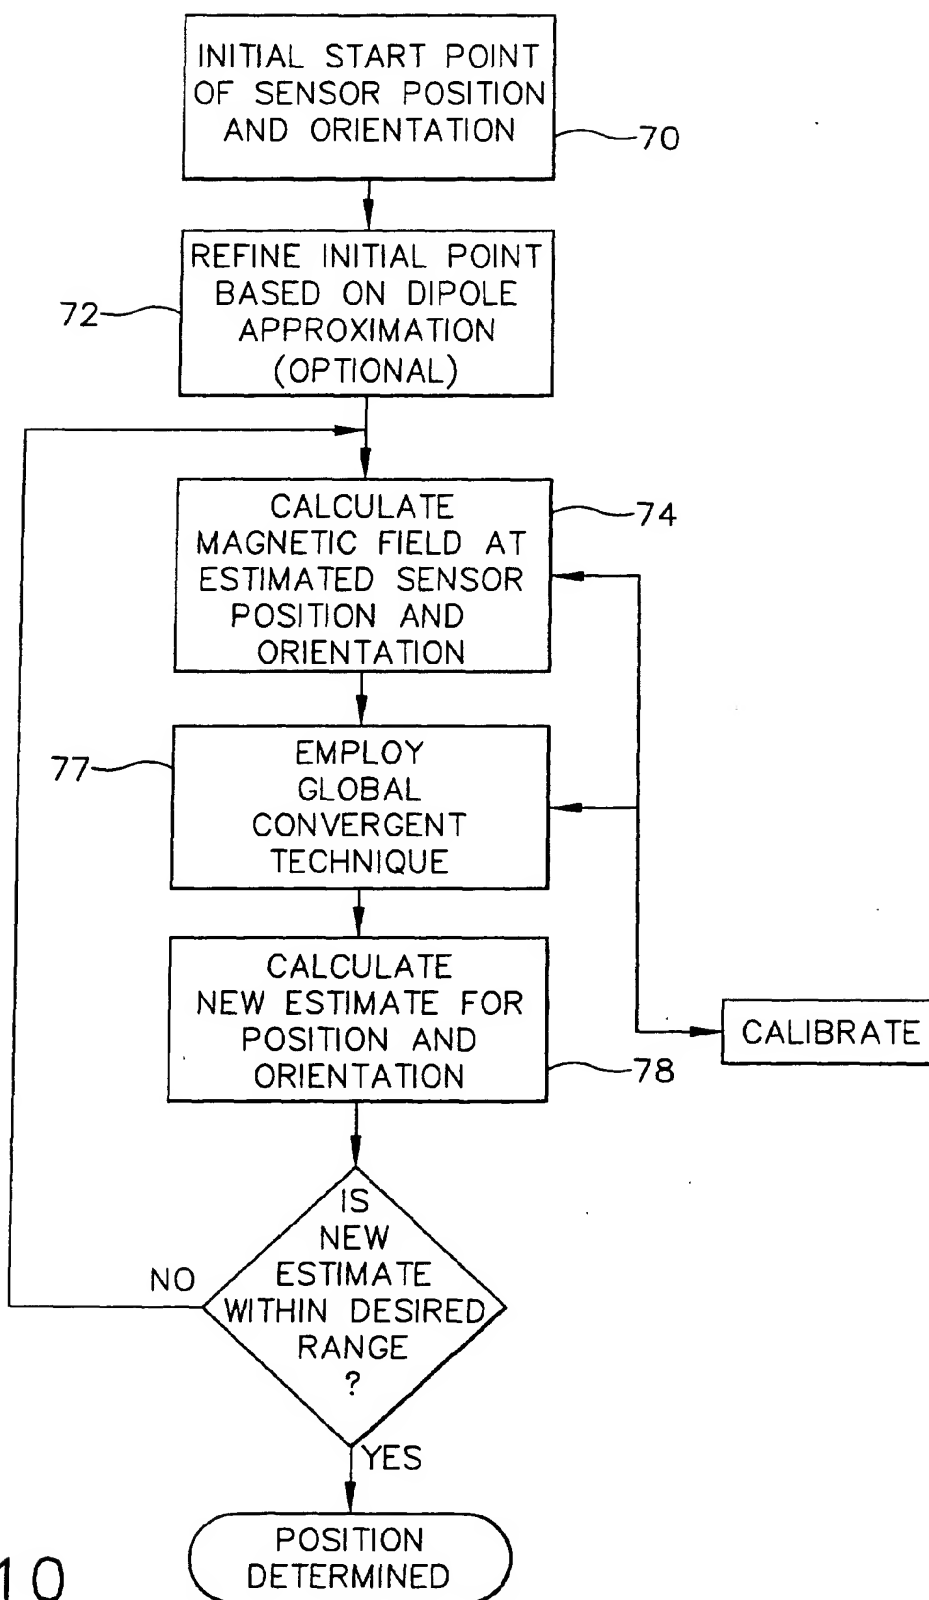 INITIAL START POINT
OF SENSOR POSITION
AND ORIENTATION
70
REFINE INITIAL POINT
BASED ON DIPOLE
APPROXIMATION
(OPTIONAL)
72
CALCULATE
MAGNETIC FIELD AT
ESTIMATED SENSOR
POSITION AND
ORIENTATION
74
EMPLOY
GLOBAL
CONVERGENT
TECHNIQUE
77
CALCULATE
NEW ESTIMATE FOR
POSITION AND
ORIENTATION
78
CALIBRATE
IS
NEW
ESTIMATE
WITHIN DESIRED
RANGE
?
NO
YES
POSITION
DETERMINED
10